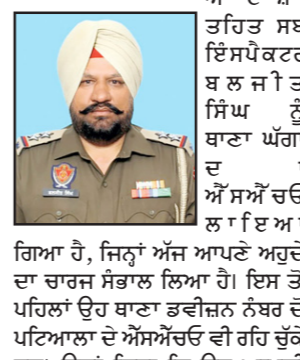 ਤਹਿਤ ਸਬ
ਇੰਸਪੈਕਟਰ
ਬਲਜੀਤ
ਸਿੰਘ ਨੂੰ
ਥਾਣਾ ਘੱਗਾ
ਦਾ
ਐੱਸਐੱਚਓ
ਲਾਇਆ
ਗਿਆ ਹੈ, ਜਿਨ੍ਹਾਂ ਅੱਜ ਆਪਣੇ ਅਹੁਦੇ
ਦਾ ਚਾਰਜ ਸੰਭਾਲ ਲਿਆ ਹੈ। ਇਸ ਤੋਂ
ਪਹਿਲਾਂ ਉਹ ਥਾਣਾ ਡਵੀਜ਼ਨ ਨੰਬਰ ਦੋ
ਪਟਿਆਲਾ ਦੇ ਐੱਸਐੱਚਓ ਵੀ ਰਹਿ ਚੁੱਕੇ